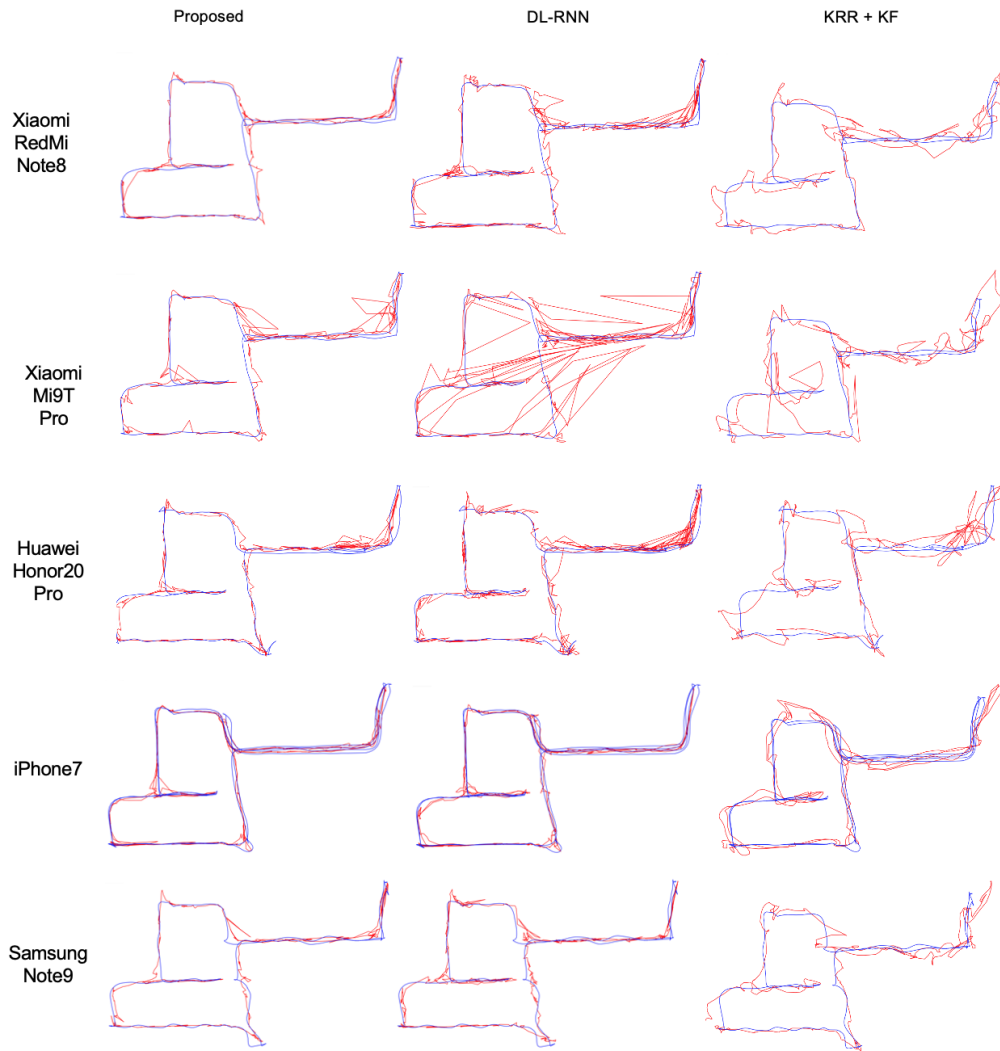 Proposed DL-RNN KRR + KF
Xiaomi
RedMi
Note8
Xiaomi
Mi9T
Pro
Huawei
Honor20
Pro
iPhone7
Samsung
Note9